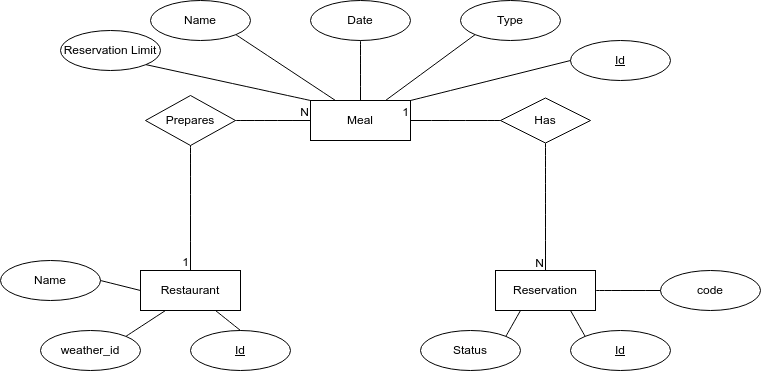 Name
Date
Type
Reservation Limit
Id
N
1
Prepares
Meal
Has
1
N
Name
Restaurant
Reservation
code
weather_id
Id
Status
Id